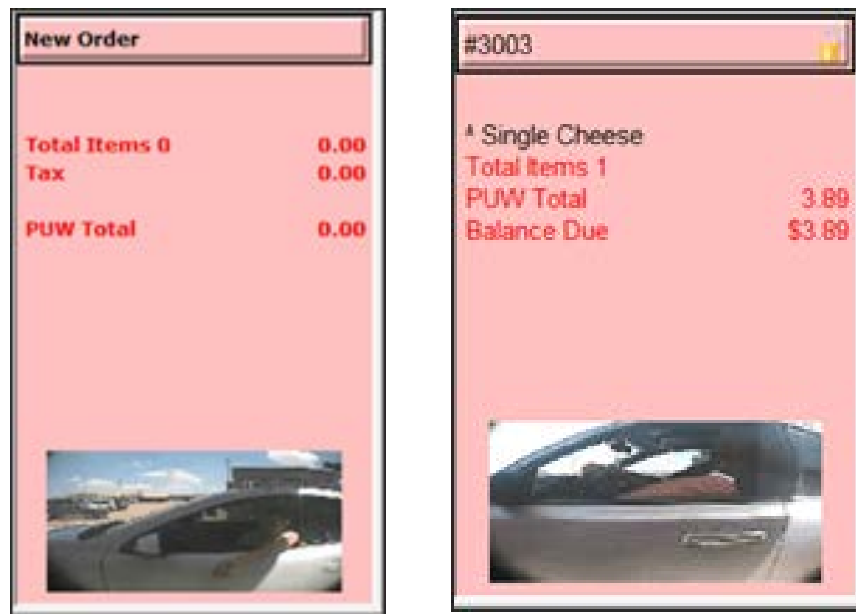 New Order
Total Items 0 0.00
Tax 0.00
PUW Total 0.00
#3003
^ Single Cheese
Total Items 1
PUW Total 3.89
Balance Due $3.89